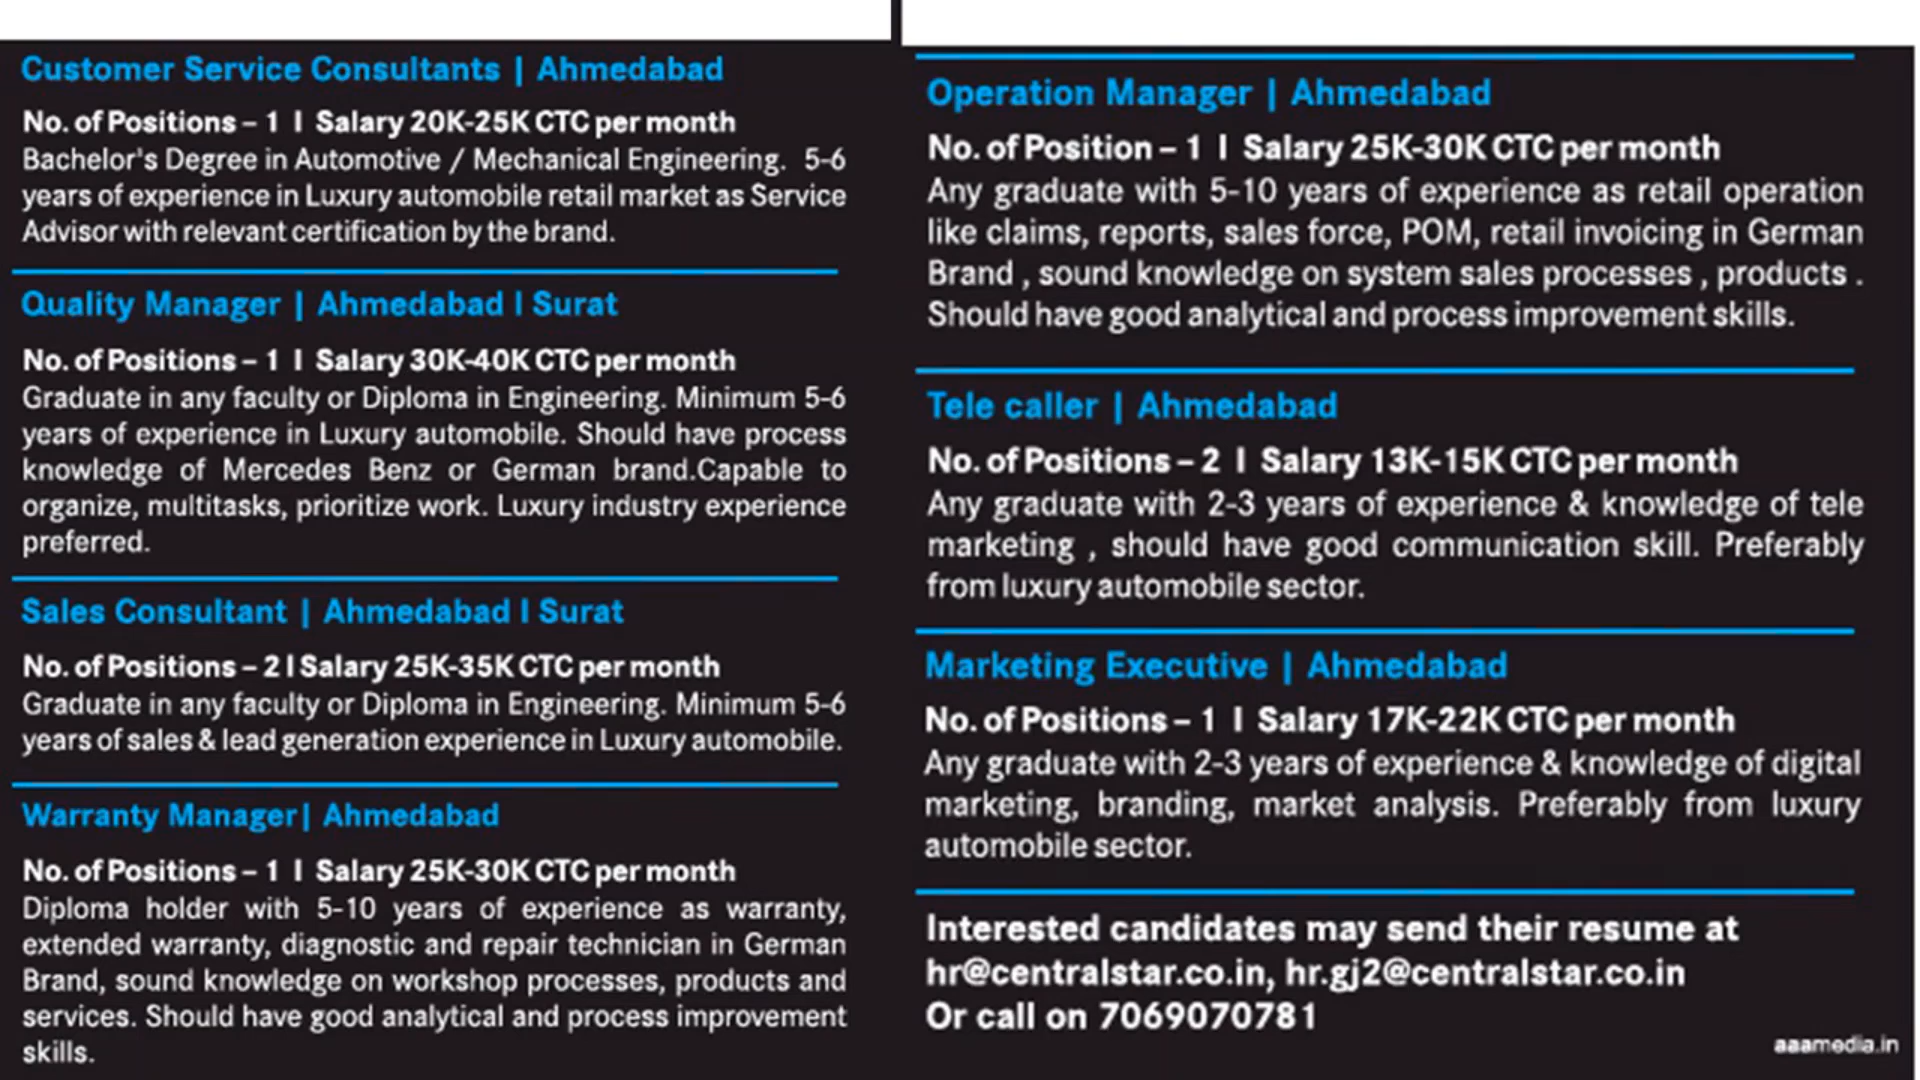 Customer Service Consultants | Ahmedabad
No. of Positions – 1 I Salary 20K-25K CTC per month
Bachelor's Degree in Automotive / Mechanical Engineering. 5-6
years of experience in Luxury automobile retail market as Service
Advisor with relevant certification by the brand.
Quality Manager | Ahmedabad I Surat
No. of Positions – 1 I Salary 30K-40K CTC per month
Graduate in any faculty or Diploma in Engineering. Minimum 5-6
years of experience in Luxury automobile. Should have process
knowledge of Mercedes Benz or German brand.Capable to
organize, multitasks, prioritize work. Luxury industry experience
preferred.
Sales Consultant | Ahmedabad I Surat
No. of Positions – 2 I Salary 25K-35K CTC per month
Graduate in any faculty or Diploma in Engineering. Minimum 5-6
years of sales & lead generation experience in Luxury automobile.
Warranty Manager| Ahmedabad
No. of Positions – 1 I Salary 25K-30K CTC per month
Diploma holder with 5-10 years of experience as warranty,
extended warranty, diagnostic and repair technician in German
Brand, sound knowledge on workshop processes, products and
services. Should have good analytical and process improvement
skills.
Operation Manager | Ahmedabad
No. of Position – 1 I Salary 25K-30K CTC per month
Any graduate with 5-10 years of experience as retail operation
like claims, reports, sales force, POM, retail invoicing in German
Brand , sound knowledge on system sales processes , products .
Should have good analytical and process improvement skills.
Tele caller | Ahmedabad
No. of Positions – 2 I Salary 13K-15K CTC per month
Any graduate with 2-3 years of experience & knowledge of tele
marketing , should have good communication skill. Preferably
from luxury automobile sector.
Marketing Executive | Ahmedabad
No. of Positions – 1 I Salary 17K-22K CTC per month
Any graduate with 2-3 years of experience & knowledge of digital
marketing, branding, market analysis. Preferably from luxury
automobile sector.
Interested candidates may send their resume at
hr@centralstar.co.in, hr.gj2@centralstar.co.in
Or call on 7069070781
aaamedia.in